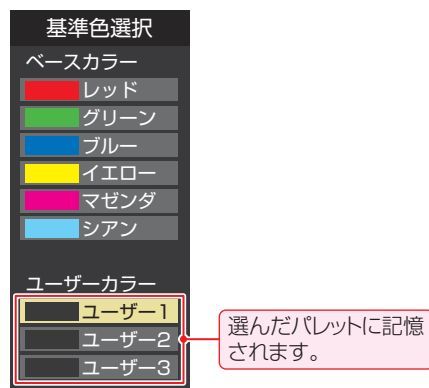 基準色選択
ベースカラー
レッド
グリーン
ブルー
イエロー
マゼンダ
シアン
ユーザーカラー
ユーザー1
ユーザー2
ユーザー3
選んだパレットに記憶
されます。